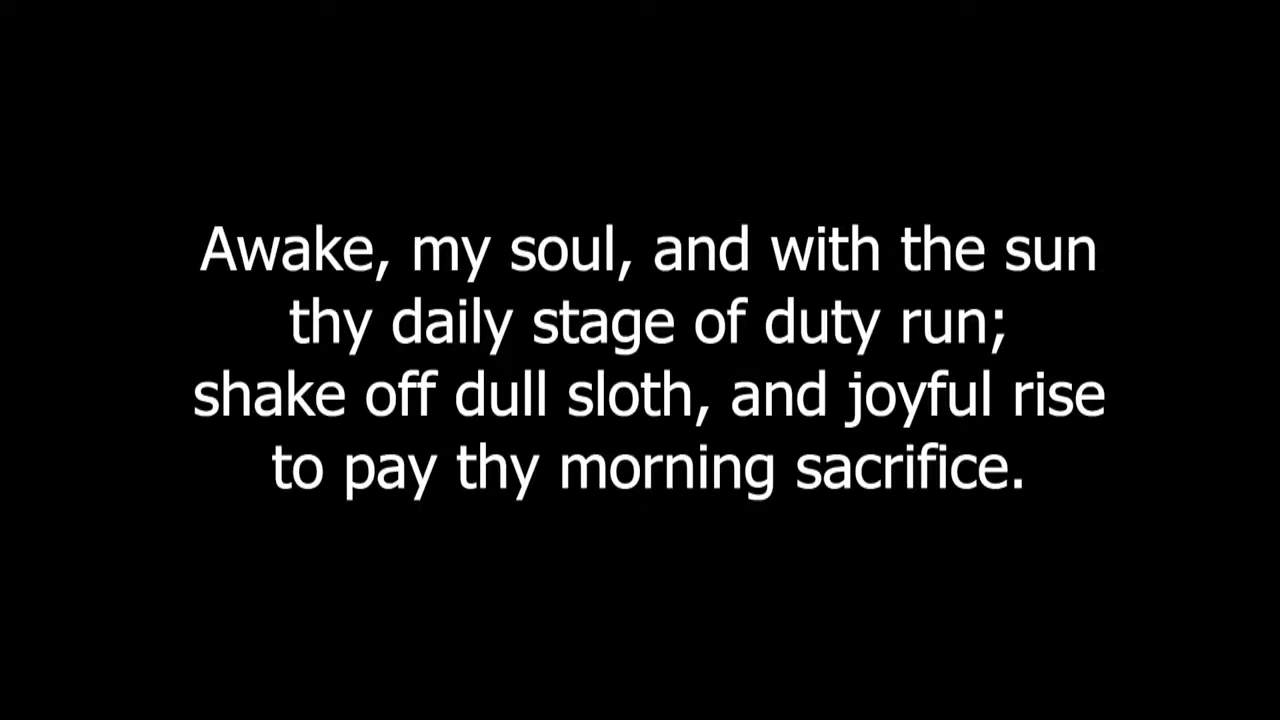 Awake, my soul, and with the sun
thy daily stage of duty run;
shake off dull sloth, and joyful rise
to pay thy morning sacrifice.